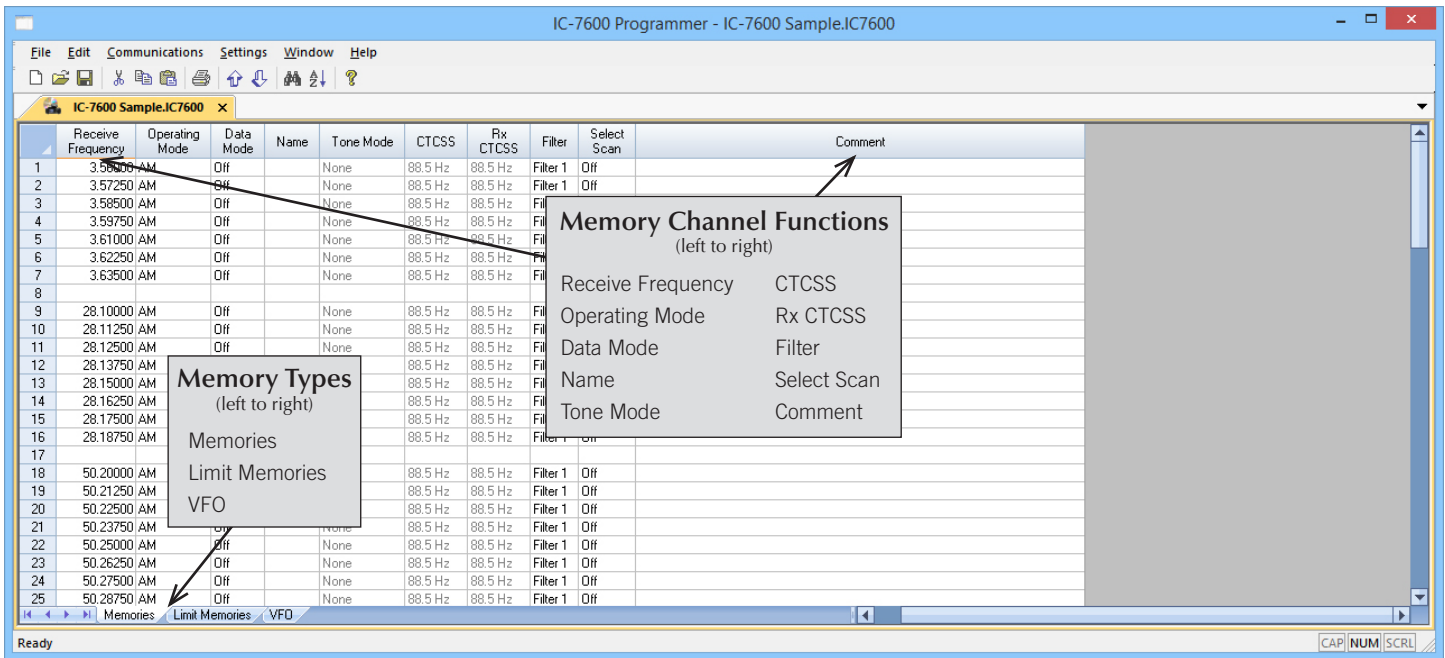 IC-7600 Programmer - IC-7600 Sample.IC7600
File Edit Communications Settings Window Help
IC-7600 Sample.IC7600 x
Receive Frequency Operating Mode Data Mode Name Tone Mode CTCSS Rx CTCSS Filter Select Scan Comment
1 3.56000 AM Off None 88.5 Hz 88.5 Hz Filter 1 Off
2 3.57250 AM Off None 88.5 Hz 88.5 Hz Filter 1 Off
3 3.58500 AM Off None 88.5 Hz 88.5 Hz
4 3.59750 AM Off None 88.5 Hz 88.5 Hz
5 3.61000 AM Off None 88.5 Hz 88.5 Hz
6 3.62250 AM Off None 88.5 Hz 88.5 Hz
7 3.63500 AM Off None 88.5 Hz 88.5 Hz
8
9 28.10000 AM Off None 88.5 Hz 88.5 Hz
10 28.11250 AM Off None 88.5 Hz 88.5 Hz
11 28.12500 AM Off None 88.5 Hz 88.5 Hz
12 28.13750 AM 88.5 Hz 88.5 Hz
13 28.15000 AM 88.5 Hz 88.5 Hz
14 28.16250 AM 88.5 Hz 88.5 Hz
15 28.17500 AM 88.5 Hz 88.5 Hz
16 28.18750 AM 88.5 Hz 88.5 Hz Filter 1 Off
17
18 50.20000 AM 88.5 Hz 88.5 Hz Filter 1 Off
19 50.21250 AM 88.5 Hz 88.5 Hz Filter 1 Off
20 50.22500 AM 88.5 Hz 88.5 Hz Filter 1 Off
21 50.23750 AM Off None 88.5 Hz 88.5 Hz Filter 1 Off
22 50.25000 AM Off None 88.5 Hz 88.5 Hz Filter 1 Off
23 50.26250 AM Off None 88.5 Hz 88.5 Hz Filter 1 Off
24 50.27500 AM Off None 88.5 Hz 88.5 Hz Filter 1 Off
25 50.28750 AM Off None 88.5 Hz 88.5 Hz Filter 1 Off
Memory Channel Functions
(left to right)
Receive Frequency CTCSS
Operating Mode Rx CTCSS
Data Mode Filter
Name Select Scan
Tone Mode Comment
Memory Types
(left to right)
Memories
Limit Memories
VFO
Memories Limit Memories VFO
Ready CAP NUM SCRL